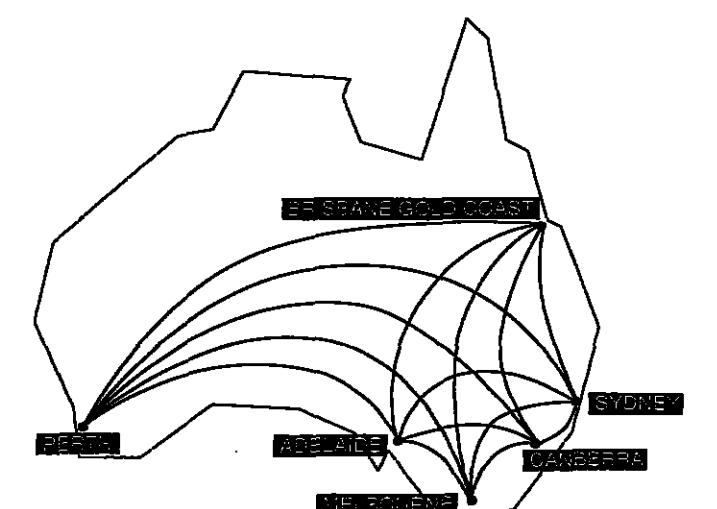 BRISBANE GOLD COAST
SYDNEY
PERTH
ADELAIDE
CANBERRA
MELBOURNE